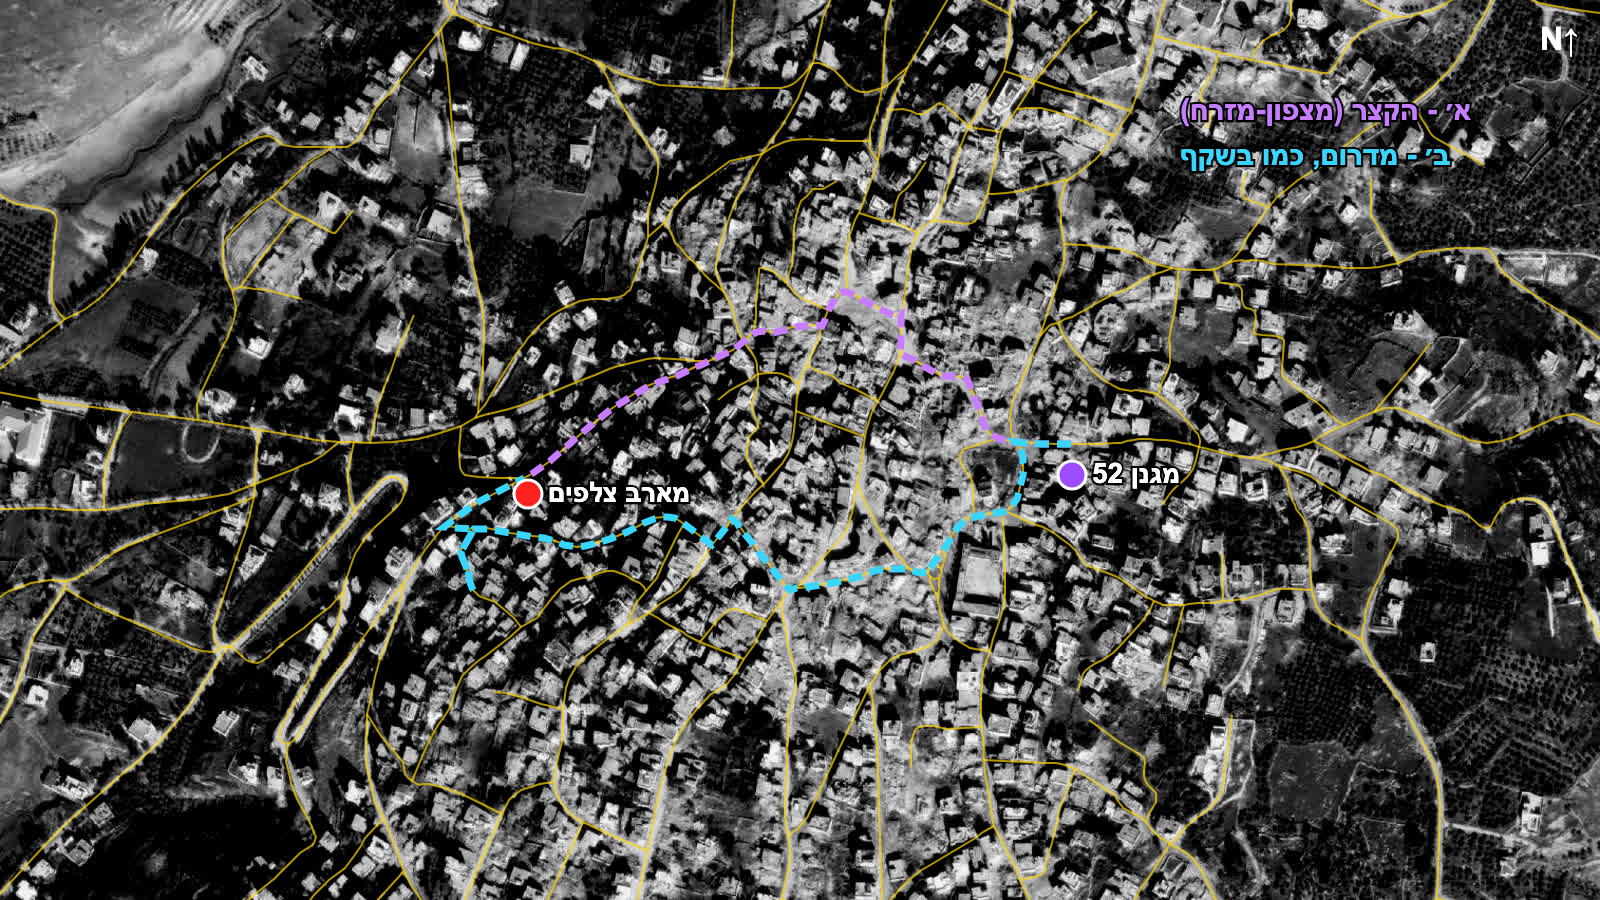 N↑
א׳ - הקצר (מצפון-מזרח)
ב׳ - מדרום, כמו בשקף
מגנן 52
מארב צלפים